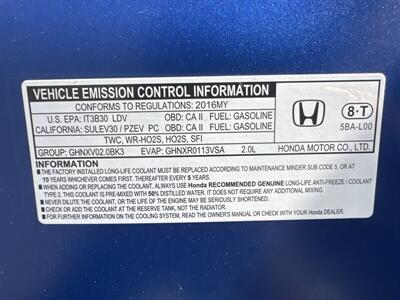 VEHICLE EMISSION CONTROL INFORMATION
CONFORMS TO REGULATIONS: 2016MY
U.S. EPA: IT3B30 LDV OBD: CA II FUEL: GASOLINE
CALIFORNIA: SULEV30 / PZEV PC OBD: CA II FUEL: GASOLINE
TWC, WR-HO2S, HO2S, SFI
GROUP: GHNXV02.0BK3 EVAP: GHNXR0113VSA 2.0L
8·T
5BA-L00
HONDA MOTOR CO., LTD.
IMPORTANT
■ THE FACTORY INSTALLED LONG-LIFE COOLANT MUST BE REPLACED ACCORDING TO MAINTENANCE MINDER SUB CODE 5, OR AT
10 YEARS WHICHEVER COMES FIRST. THEREAFTER EVERY 5 YEARS.
■ WHEN ADDING OR REPLACING THE COOLANT, ALWAYS USE Honda RECOMMENDED GENUINE LONG-LIFE ANTI-FREEZE / COOLANT
TYPE 2. THIS COOLANT IS PRE-MIXED WITH 50% DISTILLED WATER. IT DOES NOT REQUIRE ANY ADDITIONAL MIXING.
■ NEVER DILUTE THE COOLANT, OR THE LIFE OF THE ENGINE MAY BE SERIOUSLY SHORTENED.
■ COOLANT SHOULD BE ADDED AT THE RESERVE TANK, NOT AT THE RADIATOR.
■ FOR FURTHER INFORMATION ON THE COOLING SYSTEM, READ THE OWNER'S MANUAL OR CHECK WITH YOUR Honda DEALER.